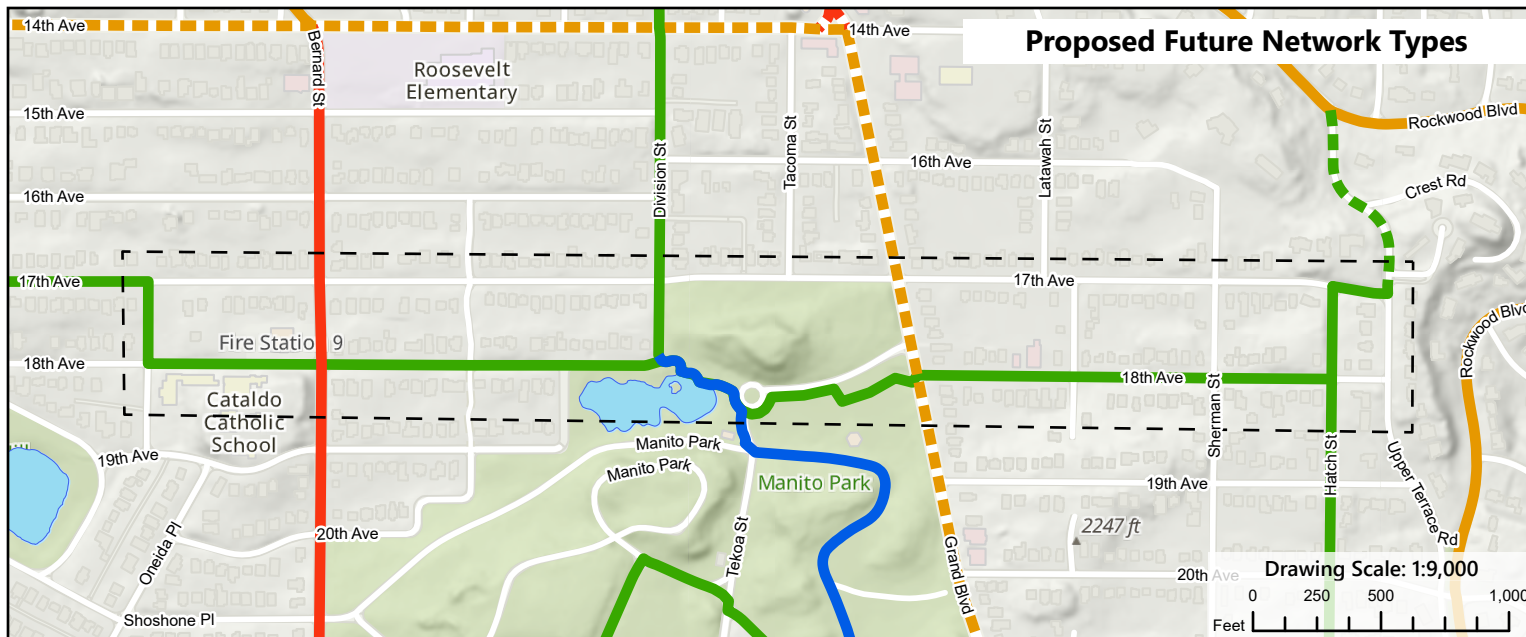 14th Ave
14th Ave
Proposed Future Network Types
Bernard St
Roosevelt
Elementary
15th Ave
Rockwood Blvd
Division St
Tacoma St
Latawah St
16th Ave
Crest Rd
16th Ave
17th Ave
17th Ave
Rockwood Blvd
Fire Station 9
18th Ave
18th Ave
Sherman St
Cataldo
Catholic
School
Hatch St
Manito Park
19th Ave
Manito Park
Manito Park
19th Ave
Upper Terrace Rd
Oneida Pl
20th Ave
Tekoa St
Grand Blvd
2247 ft
20th Ave
Drawing Scale: 1:9,000
0 250 500 1,000
Shoshone Pl
Feet